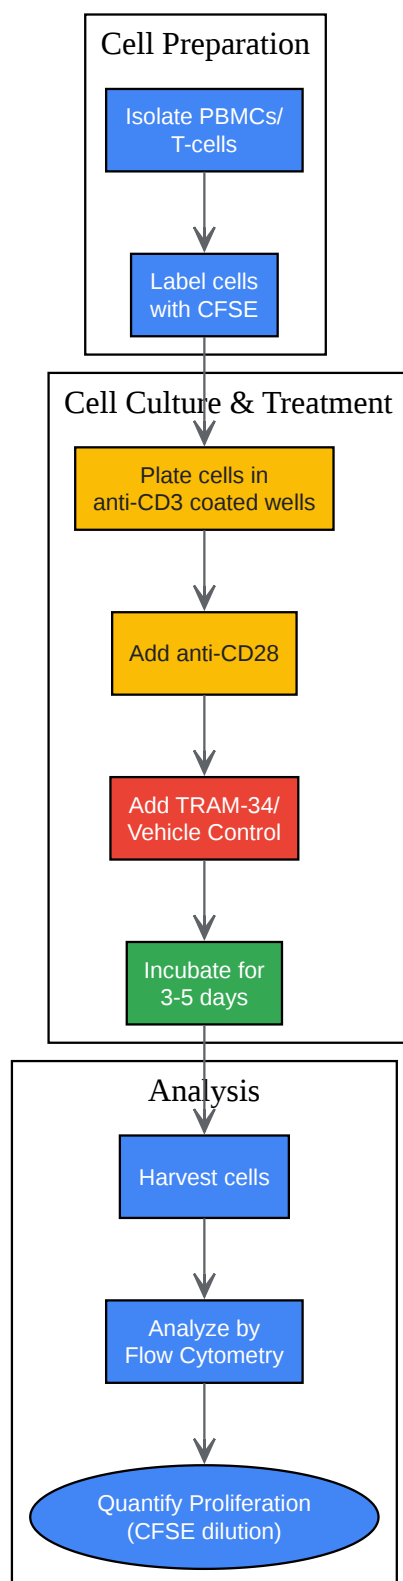 Cell Preparation
Isolate PBMCs/
T-cells
Label cells
with CFSE
Cell Culture & Treatment
Plate cells in
anti-CD3 coated wells
Add anti-CD28
Add TRAM-34/
Vehicle Control
Incubate for
3-5 days
Analysis
Harvest cells
Analyze by
Flow Cytometry
Quantify Proliferation
(CFSE dilution)